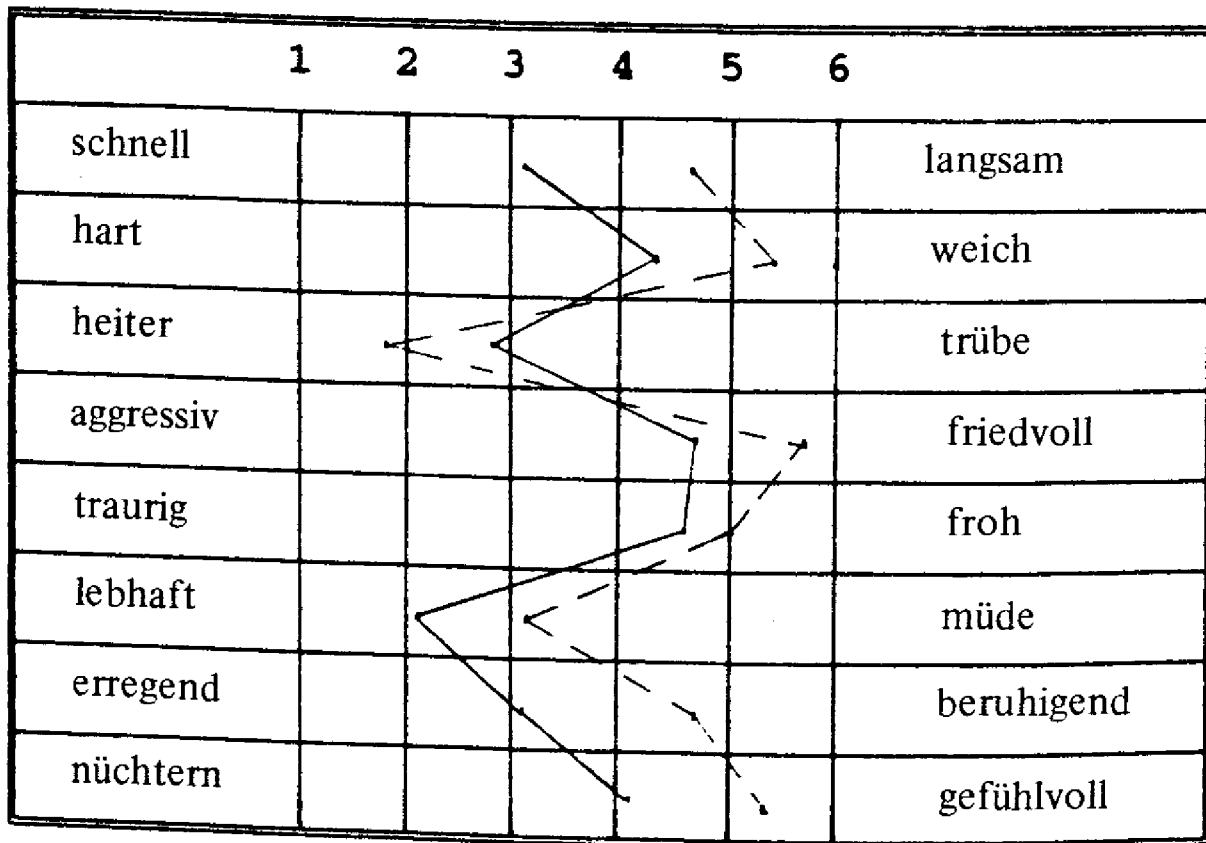 1 2 3 4 5 6
schnell langsam
hart weich
heiter trübe
aggressiv friedvoll
traurig froh
lebhaft müde
erregend beruhigend
nüchtern gefühlvoll